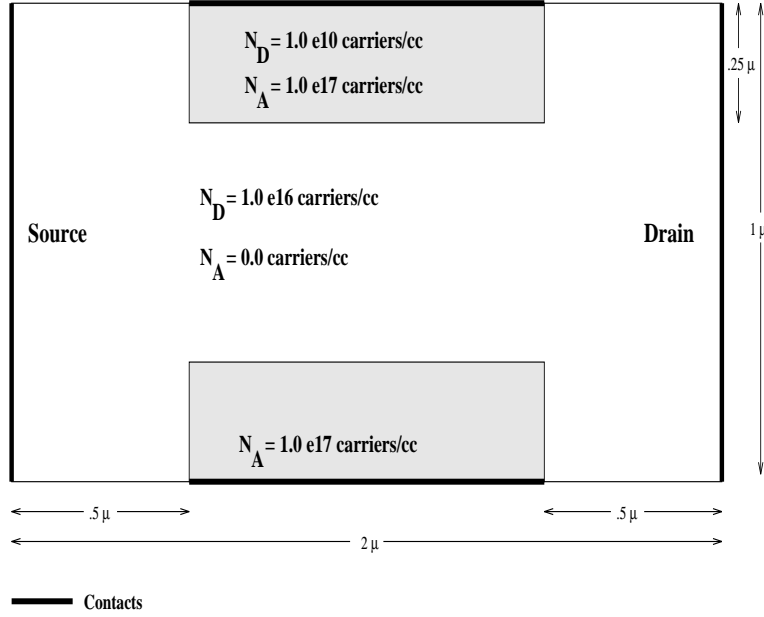 N_D = 1.0 e10 carriers/cc
N_A = 1.0 e17 carriers/cc
.25 µ
N_D = 1.0 e16 carriers/cc
Source
Drain
1 µ
N_A = 0.0 carriers/cc
N_A = 1.0 e17 carriers/cc
.5 µ
.5 µ
2 µ
Contacts